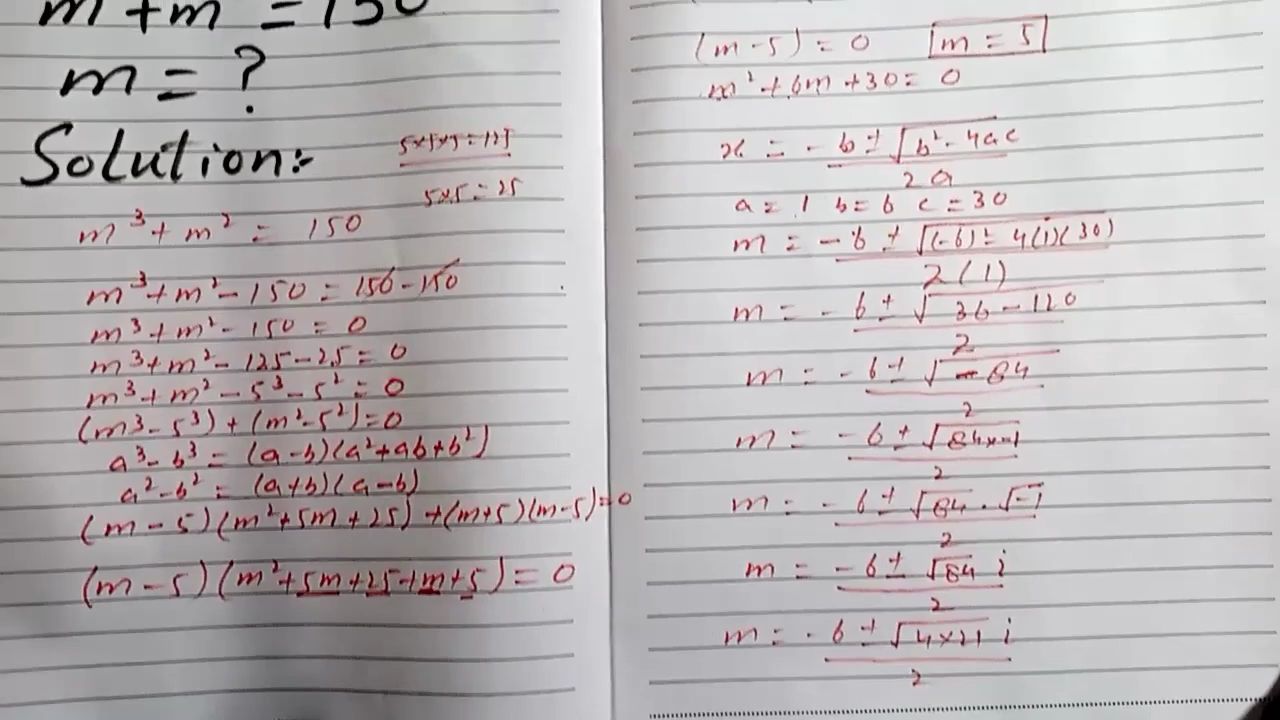 m³ + m² = 150
m = ?
Solution:-
5×5×5=125
5×5=25
m³ + m² = 150
m³ + m² - 150 = 150 - 150
m³ + m² - 150 = 0
m³ + m² - 125 - 25 = 0
m³ + m² - 5³ - 5² = 0
(m³ - 5³) + (m² - 5²) = 0
a³ - b³ = (a-b)(a²+ab+b²)
a² - b² = (a+b)(a-b)
(m-5)(m²+5m+25) + (m+5)(m-5) = 0
(m-5)(m²+5m+25+m+5) = 0
(m-5) = 0 m = 5
m² + 6m + 30 = 0
x = -b ± √b²-4ac
2a
a = 1 b = 6 c = 30
m = -6 ± √(-6)²-4(1)(30)
2(1)
m = -6 ± √36-120
2
m = -6 ± √-84
2
m = -6 ± √84×-1
2
m = -6 ± √84 . √-1
2
m = -6 ± √84 i
2
m = -6 ± √4×21 i
2